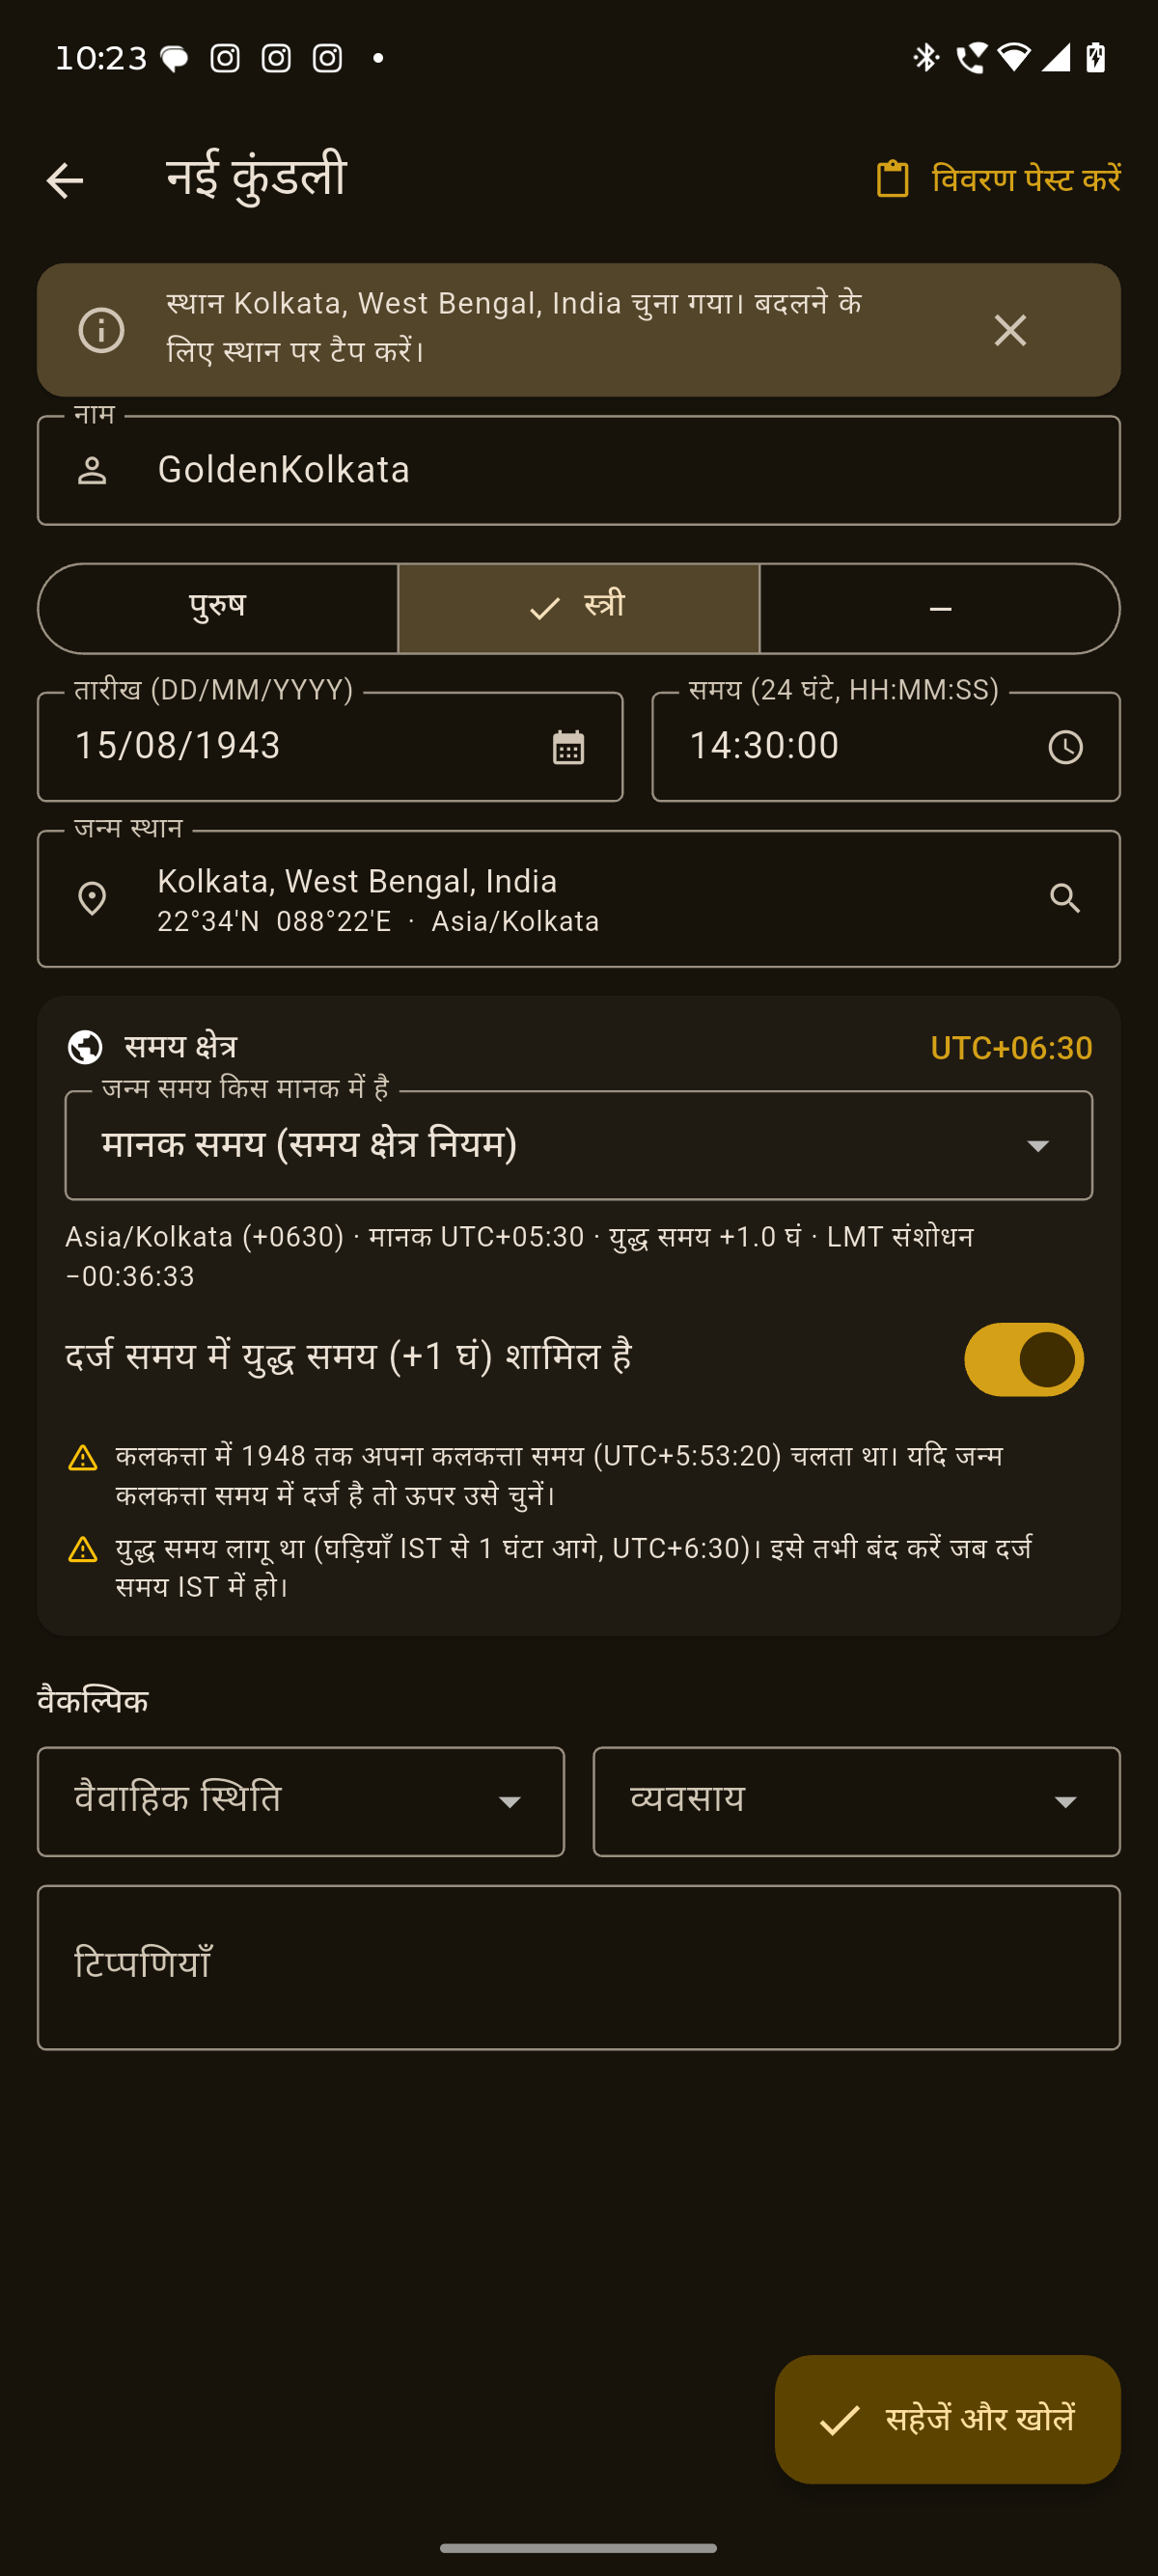 10:23
नई कुंडली
विवरण पेस्ट करें
स्थान Kolkata, West Bengal, India चुना गया। बदलने के
लिए स्थान पर टैप करें।
नाम
GoldenKolkata
पुरुष
स्त्री
–
तारीख (DD/MM/YYYY)
15/08/1943
समय (24 घंटे, HH:MM:SS)
14:30:00
जन्म स्थान
Kolkata, West Bengal, India
22°34'N 088°22'E · Asia/Kolkata
समय क्षेत्र
UTC+06:30
जन्म समय किस मानक में है
मानक समय (समय क्षेत्र नियम)
Asia/Kolkata (+0630) · मानक UTC+05:30 · युद्ध समय +1.0 घं · LMT संशोधन
−00:36:33
दर्ज समय में युद्ध समय (+1 घं) शामिल है
कलकत्ता में 1948 तक अपना कलकत्ता समय (UTC+5:53:20) चलता था। यदि जन्म
कलकत्ता समय में दर्ज है तो ऊपर उसे चुनें।
युद्ध समय लागू था (घड़ियाँ IST से 1 घंटा आगे, UTC+6:30)। इसे तभी बंद करें जब दर्ज
समय IST में हो।
वैकल्पिक
वैवाहिक स्थिति
व्यवसाय
टिप्पणियाँ
सहेजें और खोलें